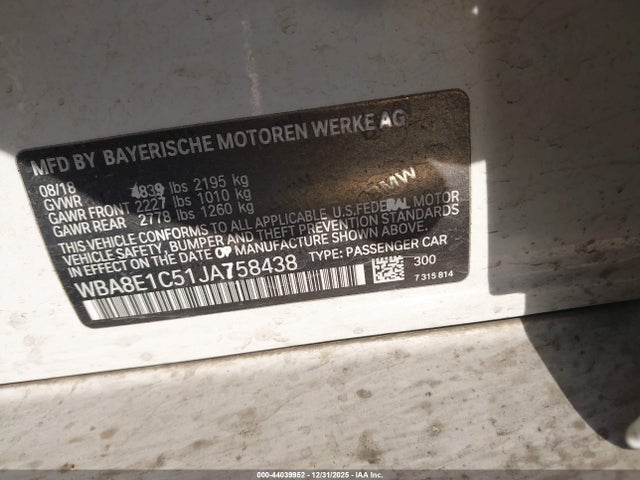 MFD BY BAYERISCHE MOTOREN WERKE AG
08/18
GVWR 4839 lbs 2195 kg
GAWR FRONT 2227 lbs 1010 kg
GAWR REAR 2778 lbs 1260 kg
BMW
THIS VEHICLE CONFORMS TO ALL APPLICABLE U.S.FEDERAL MOTOR
VEHICLE SAFETY, BUMPER AND THEFT PREVENTION STANDARDS
IN EFFECT ON THE DATE OF MANUFACTURE SHOWN ABOVE.
WBA8E1C51JA758438 TYPE: PASSENGER CAR
300
7 315 814
000-44039952 | 12/31/2025 | IAA Inc.